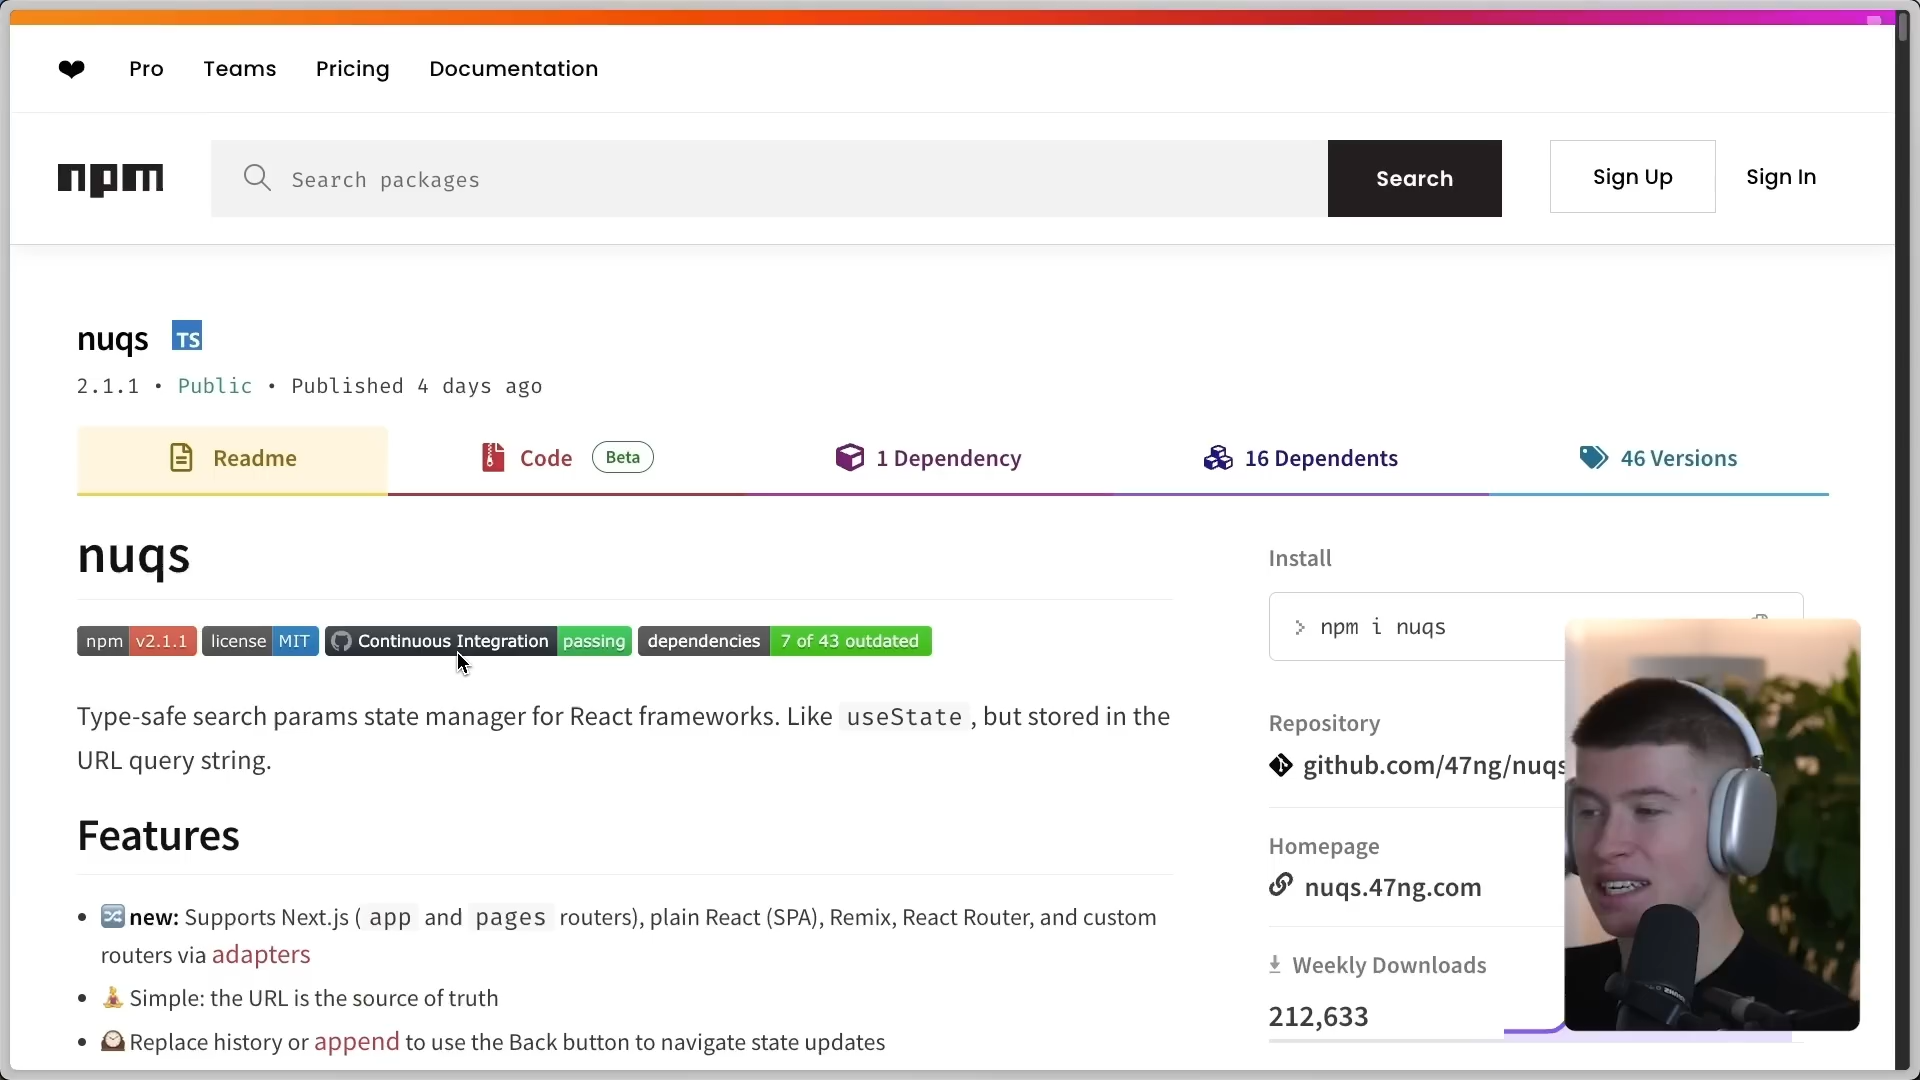 Pro Teams Pricing Documentation
npm Search packages Search Sign Up Sign In
nuqs TS
2.1.1 • Public • Published 4 days ago
Readme Code Beta 1 Dependency 16 Dependents 46 Versions
nuqs
npm v2.1.1 license MIT Continuous Integration passing dependencies 7 of 43 outdated
Type-safe search params state manager for React frameworks. Like useState, but stored in the
URL query string.
Features
• new: Supports Next.js ( app and pages routers), plain React (SPA), Remix, React Router, and custom
routers via adapters
• Simple: the URL is the source of truth
• Replace history or append to use the Back button to navigate state updates
Install
> npm i nuqs
Repository
github.com/47ng/nuqs
Homepage
nuqs.47ng.com
Weekly Downloads
212,633